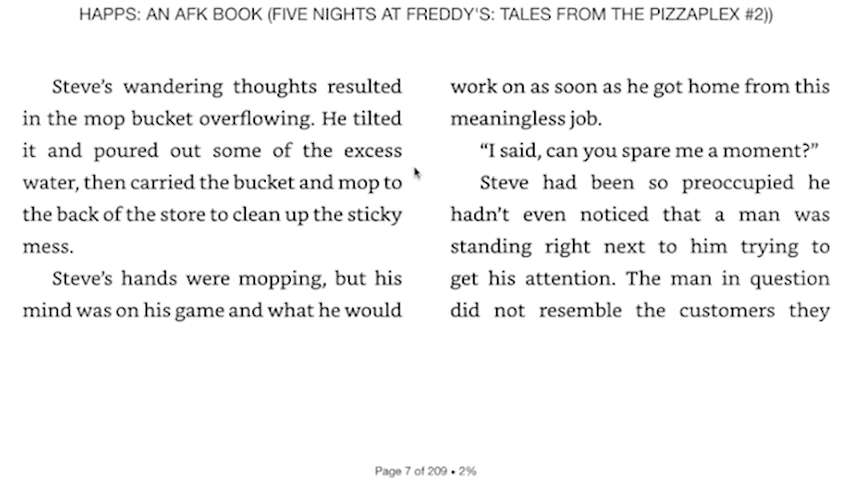 HAPPS: AN AFK BOOK (FIVE NIGHTS AT FREDDY'S: TALES FROM THE PIZZAPLEX #2))
Steve’s wandering thoughts resulted
in the mop bucket overflowing. He tilted
it and poured out some of the excess
water, then carried the bucket and mop to
the back of the store to clean up the sticky
mess.
Steve’s hands were mopping, but his
mind was on his game and what he would
work on as soon as he got home from this
meaningless job.
“I said, can you spare me a moment?”
Steve had been so preoccupied he
hadn’t even noticed that a man was
standing right next to him trying to
get his attention. The man in question
did not resemble the customers they
Page 7 of 209 • 2%